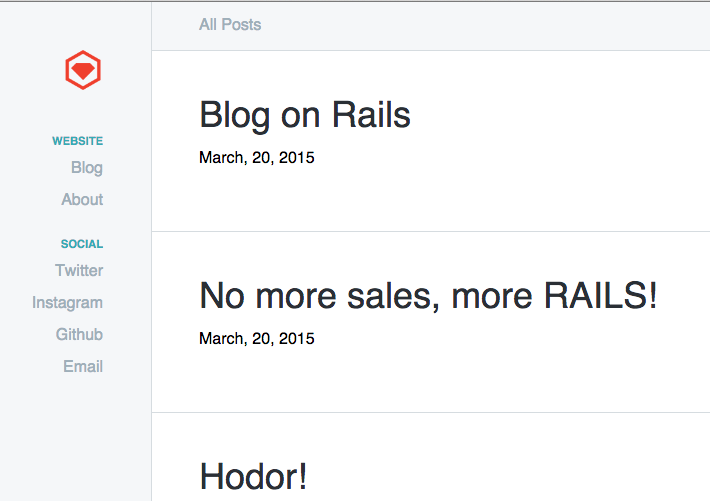 WEBSITE
Blog
About
SOCIAL
Twitter
Instagram
Github
Email
All Posts
Blog on Rails
March, 20, 2015
No more sales, more RAILS!
March, 20, 2015
Hodor!